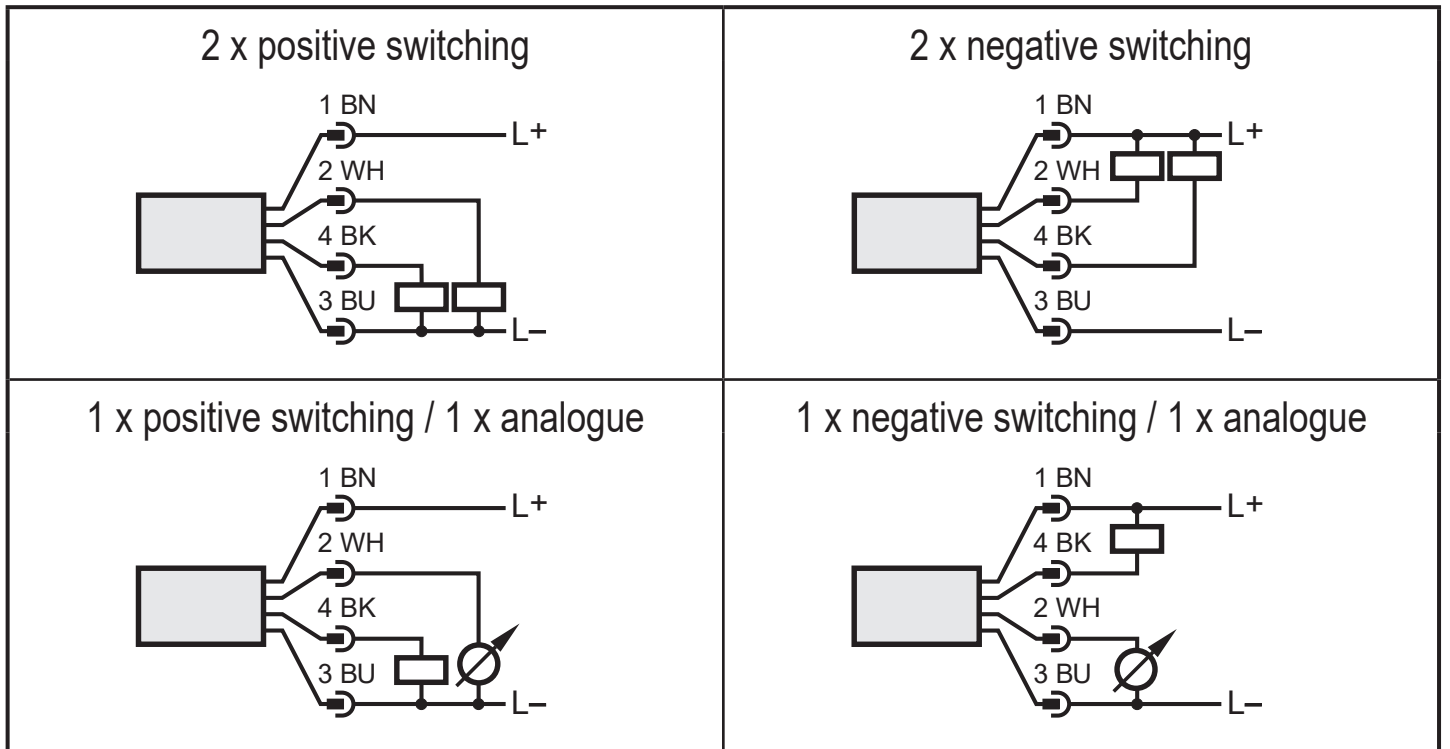 2 x positive switching
1 BN
L+
2 WH
4 BK
3 BU
L–
2 x negative switching
1 BN
L+
2 WH
4 BK
3 BU
L–
1 x positive switching / 1 x analogue
1 BN
L+
2 WH
4 BK
3 BU
L–
1 x negative switching / 1 x analogue
1 BN
L+
4 BK
2 WH
3 BU
L–